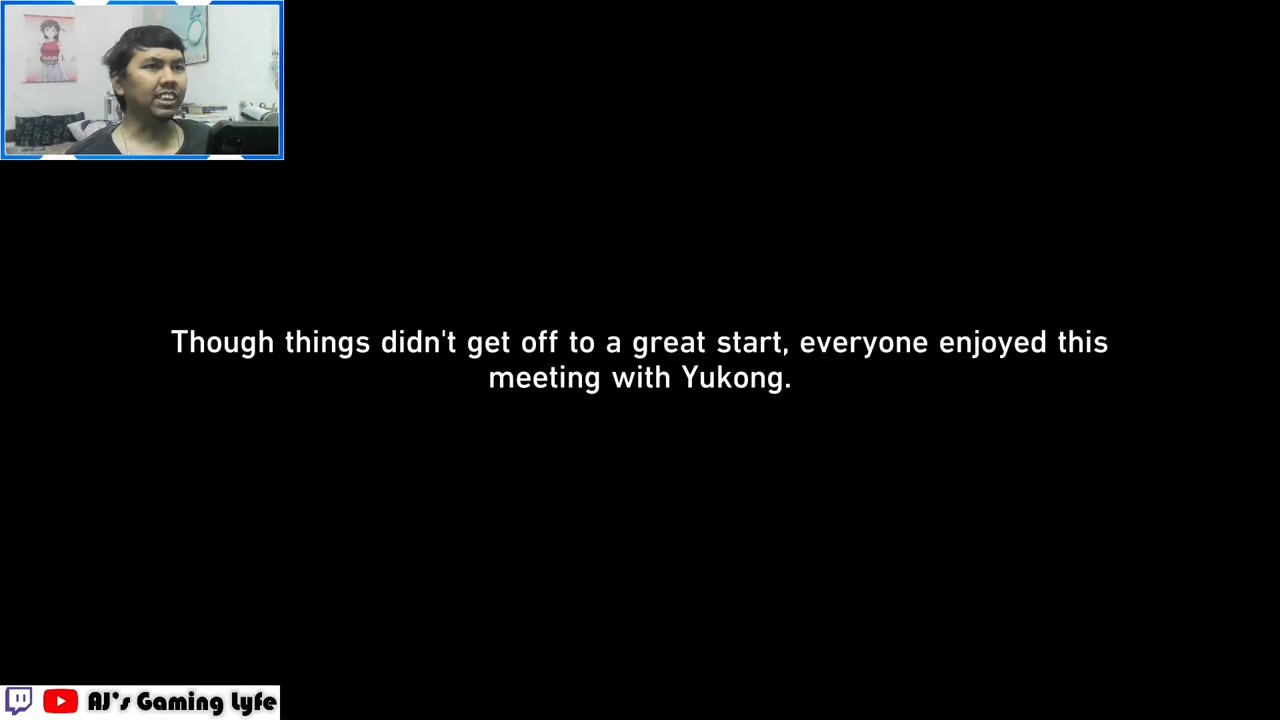 Though things didn't get off to a great start, everyone enjoyed this
meeting with Yukong.
AJ's Gaming Lyfe